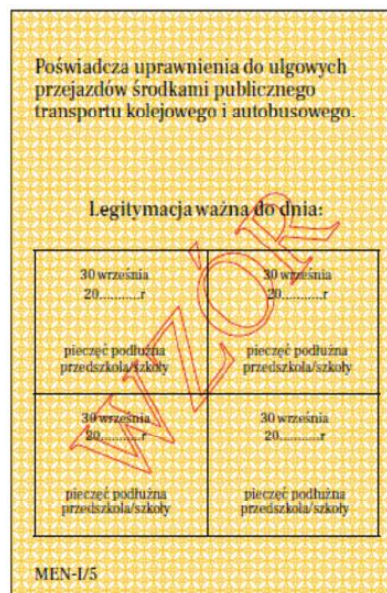 Poświadcza uprawnienia do ulgowych
przejazdów środkami publicznego
transportu kolejowego i autobusowego.
Legitymacja ważna do dnia:
30 września
20...........r
pieczęć podłużna
przedszkola/szkoły
30 września
20...........r
pieczęć podłużna
przedszkola/szkoły
30 września
20...........r
pieczęć podłużna
przedszkola/szkoły
30 września
20...........r
pieczęć podłużna
przedszkola/szkoły
WZÓR
MEN-I/5